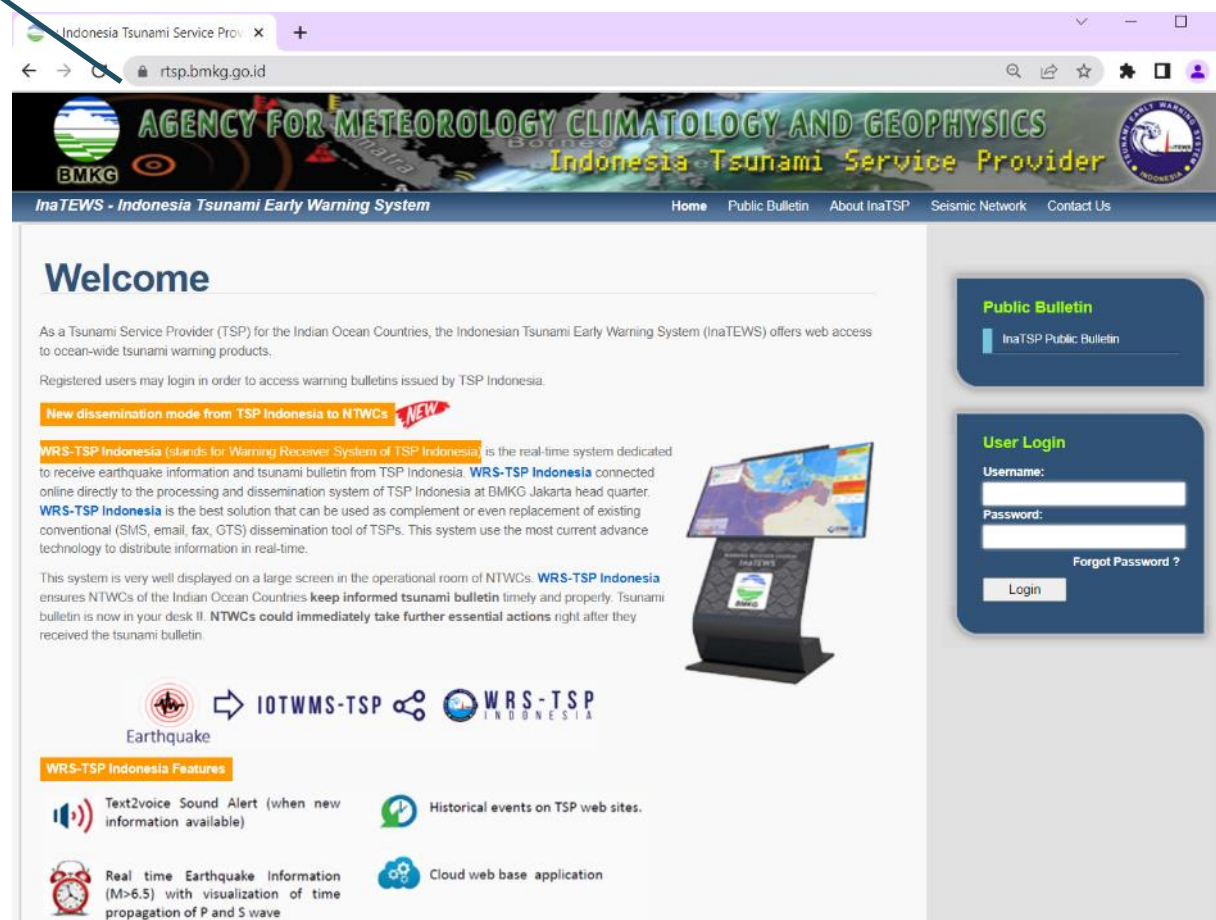 Indonesia Tsunami Service Prov
rtsp.bmkg.go.id
AGENCY FOR METEOROLOGY CLIMATOLOGY AND GEOPHYSICS
Borneo
Indonesia Tsunami Service Provider
BMKG
TSUNAMI EARLY WARNING SYSTEM
INDONESIA
InaTEWS - Indonesia Tsunami Early Warning System
Home Public Bulletin About InaTSP Seismic Network Contact Us
Welcome
As a Tsunami Service Provider (TSP) for the Indian Ocean Countries, the Indonesian Tsunami Early Warning System (InaTEWS) offers web access
to ocean-wide tsunami warning products.
Registered users may login in order to access warning bulletins issued by TSP Indonesia.
New dissemination mode from TSP Indonesia to NTWCs NEW
WRS-TSP Indonesia (stands for Warning Receiver System of TSP Indonesia) is the real-time system dedicated
to receive earthquake information and tsunami bulletin from TSP Indonesia. WRS-TSP Indonesia connected
online directly to the processing and dissemination system of TSP Indonesia at BMKG Jakarta head quarter.
WRS-TSP Indonesia is the best solution that can be used as complement or even replacement of existing
conventional (SMS, email, fax, GTS) dissemination tool of TSPs. This system use the most current advance
technology to distribute information in real-time.
This system is very well displayed on a large screen in the operational room of NTWCs. WRS-TSP Indonesia
ensures NTWCs of the Indian Ocean Countries keep informed tsunami bulletin timely and properly. Tsunami
bulletin is now in your desk II. NTWCs could immediately take further essential actions right after they
received the tsunami bulletin.
Earthquake
IOTWMS-TSP
WRS-TSP
INDONESIA
WRS-TSP Indonesia Features
Text2voice Sound Alert (when new
information available)
Historical events on TSP web sites.
Real time Earthquake Information
(M>6.5) with visualization of time
propagation of P and S wave
Cloud web base application
Public Bulletin
InaTSP Public Bulletin
User Login
Username:
Password:
Forgot Password ?
Login